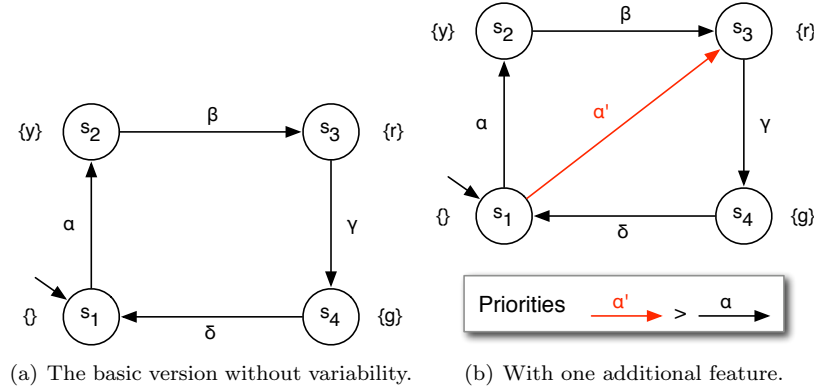 {y}
s2
β
s3
{r}
α
γ
{}
s1
δ
s4
{g}
(a) The basic version without variability.
{y}
s2
β
s3
{r}
α
α'
γ
{}
s1
δ
s4
{g}
Priorities α' > α
(b) With one additional feature.